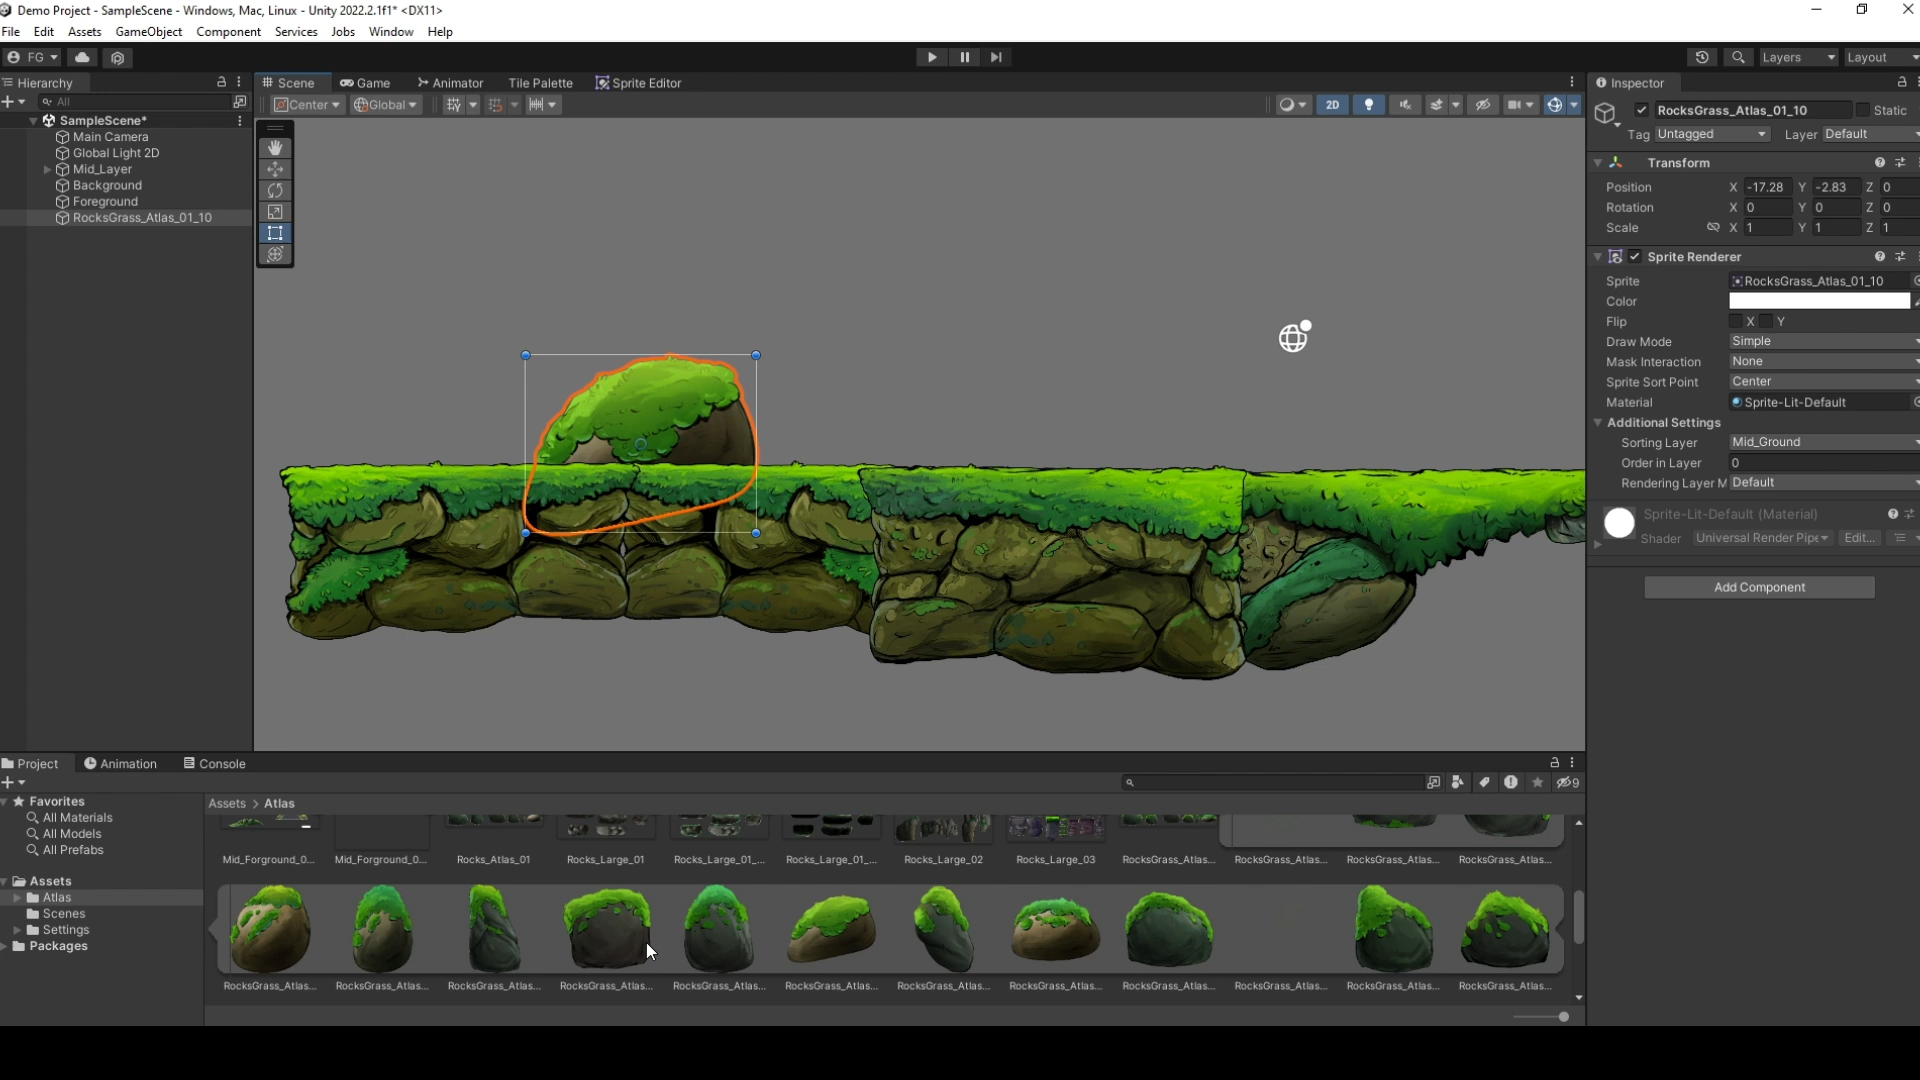 Demo Project - SampleScene - Windows, Mac, Linux - Unity 2022.2.1f1* <DX11>
File Edit Assets GameObject Component Services Jobs Window Help
FG Layers Layout
Hierarchy
All
SampleScene*
Main Camera
Global Light 2D
Mid_Layer
Background
Foreground
RocksGrass_Atlas_01_10
Scene Game Animator Tile Palette Sprite Editor
Center Global 2D
Inspector
RocksGrass_Atlas_01_10 Static
Tag Untagged Layer Default
Transform
Position X -17.28 Y -2.83 Z 0
Rotation X 0 Y 0 Z 0
Scale X 1 Y 1 Z 1
Sprite Renderer
Sprite RocksGrass_Atlas_01_10
Color
Flip X Y
Draw Mode Simple
Mask Interaction None
Sprite Sort Point Center
Material Sprite-Lit-Default
Additional Settings
Sorting Layer Mid_Ground
Order in Layer 0
Rendering Layer M Default
Sprite-Lit-Default (Material)
Shader Universal Render Pipe Edit...
Add Component
Project Animation Console
9
Favorites
All Materials
All Models
All Prefabs
Assets
Atlas
Scenes
Settings
Packages
Assets > Atlas
Mid_Forground_0... Mid_Forground_0... Rocks_Atlas_01 Rocks_Large_01 Rocks_Large_01_... Rocks_Large_01_... Rocks_Large_02 Rocks_Large_03 RocksGrass_Atlas... RocksGrass_Atlas... RocksGrass_Atlas... RocksGrass_Atlas...
RocksGrass_Atlas... RocksGrass_Atlas... RocksGrass_Atlas... RocksGrass_Atlas... RocksGrass_Atlas... RocksGrass_Atlas... RocksGrass_Atlas... RocksGrass_Atlas... RocksGrass_Atlas... RocksGrass_Atlas... RocksGrass_Atlas... RocksGrass_Atlas...